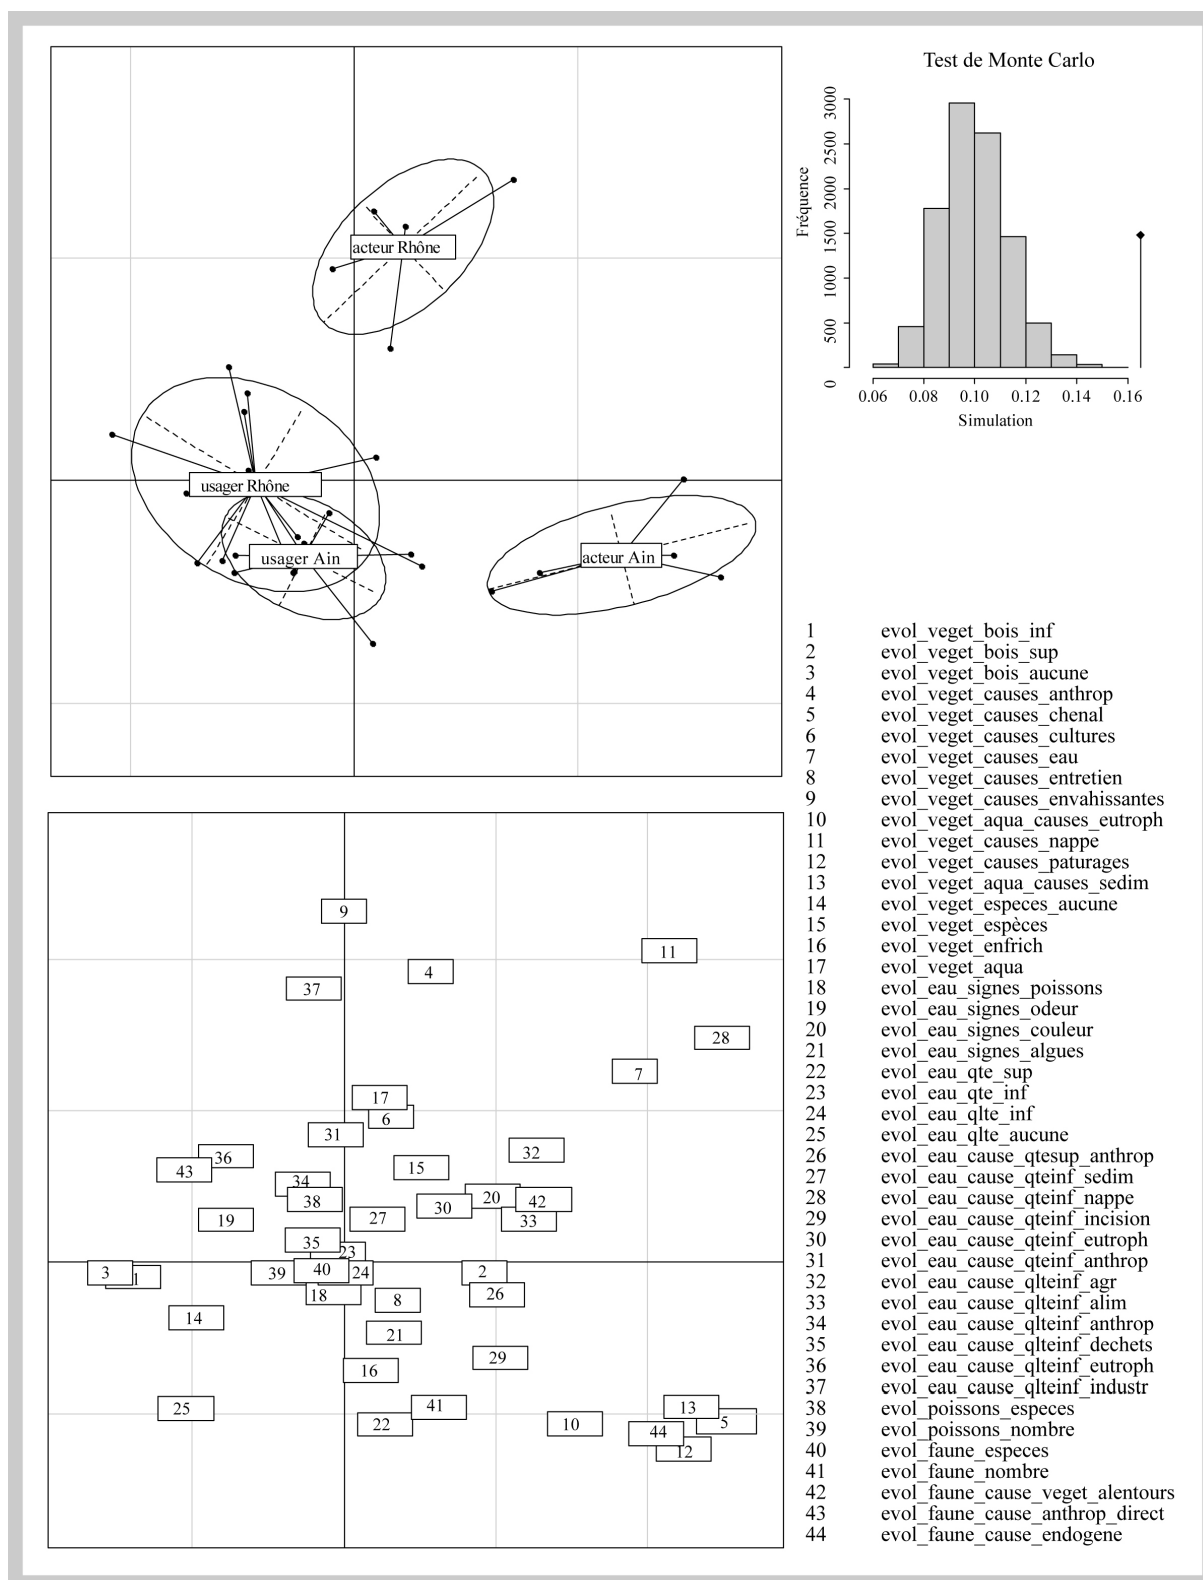 Test de Monte Carlo
acteur Rhône
usager Rhône
usager Ain
acteur Ain
Fréquence
3000
2500
2000
1500
1000
500
0
0.06 0.08 0.10 0.12 0.14 0.16
Simulation
1 evol_veget_bois_inf
2 evol_veget_bois_sup
3 evol_veget_bois_aucune
4 evol_veget_causes_anthrop
5 evol_veget_causes_chenal
6 evol_veget_causes_cultures
7 evol_veget_causes_eau
8 evol_veget_causes_entretien
9 evol_veget_causes_envahissantes
10 evol_veget_aqua_causes_eutroph
11 evol_veget_causes_nappe
12 evol_veget_causes_paturages
13 evol_veget_aqua_causes_sedim
14 evol_veget_especes_aucune
15 evol_veget_espèces
16 evol_veget_enfrich
17 evol_veget_aqua
18 evol_eau_signes_poissons
19 evol_eau_signes_odeur
20 evol_eau_signes_couleur
21 evol_eau_signes_algues
22 evol_eau_qte_sup
23 evol_eau_qte_inf
24 evol_eau_qlte_inf
25 evol_eau_qlte_aucune
26 evol_eau_cause_qtesup_anthrop
27 evol_eau_cause_qteinf_sedim
28 evol_eau_cause_qteinf_nappe
29 evol_eau_cause_qteinf_incision
30 evol_eau_cause_qteinf_eutroph
31 evol_eau_cause_qteinf_anthrop
32 evol_eau_cause_qlteinf_agr
33 evol_eau_cause_qlteinf_alim
34 evol_eau_cause_qlteinf_anthrop
35 evol_eau_cause_qlteinf_dechets
36 evol_eau_cause_qlteinf_eutroph
37 evol_eau_cause_qlteinf_industr
38 evol_poissons_especes
39 evol_poissons_nombre
40 evol_faune_especes
41 evol_faune_nombre
42 evol_faune_cause_veget_alentours
43 evol_faune_cause_anthrop_direct
44 evol_faune_cause_endogene
9
11
4
37
28
7
17
6
31
32
36
15
43
34
38
20
42
30
19
27
33
35
23
3
1
39
40
24
2
18
26
8
14
21
29
16
25
41
13
22
10
5
44
12